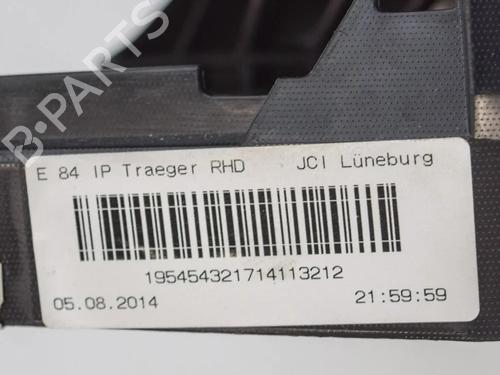 B-PARTS
E 84 IP Traeger RHD JCI Lüneburg
195454321714113212
05.08.2014 21:59:59